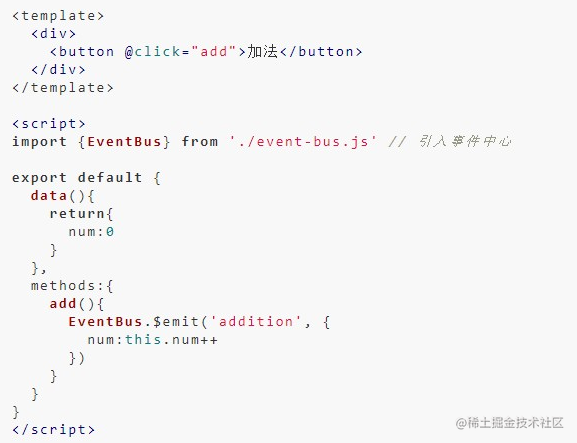 <template>
  <div>
    <button @click="add">加法</button>
  </div>
</template>

<script>
import {EventBus} from './event-bus.js' // 引入事件中心

export default {
  data(){
    return{
      num:0
    }
  },
  methods:{
    add(){
      EventBus.$emit('addition', {
        num:this.num++
      })
    }
  }
}
</script>
@稀土掘金技术社区